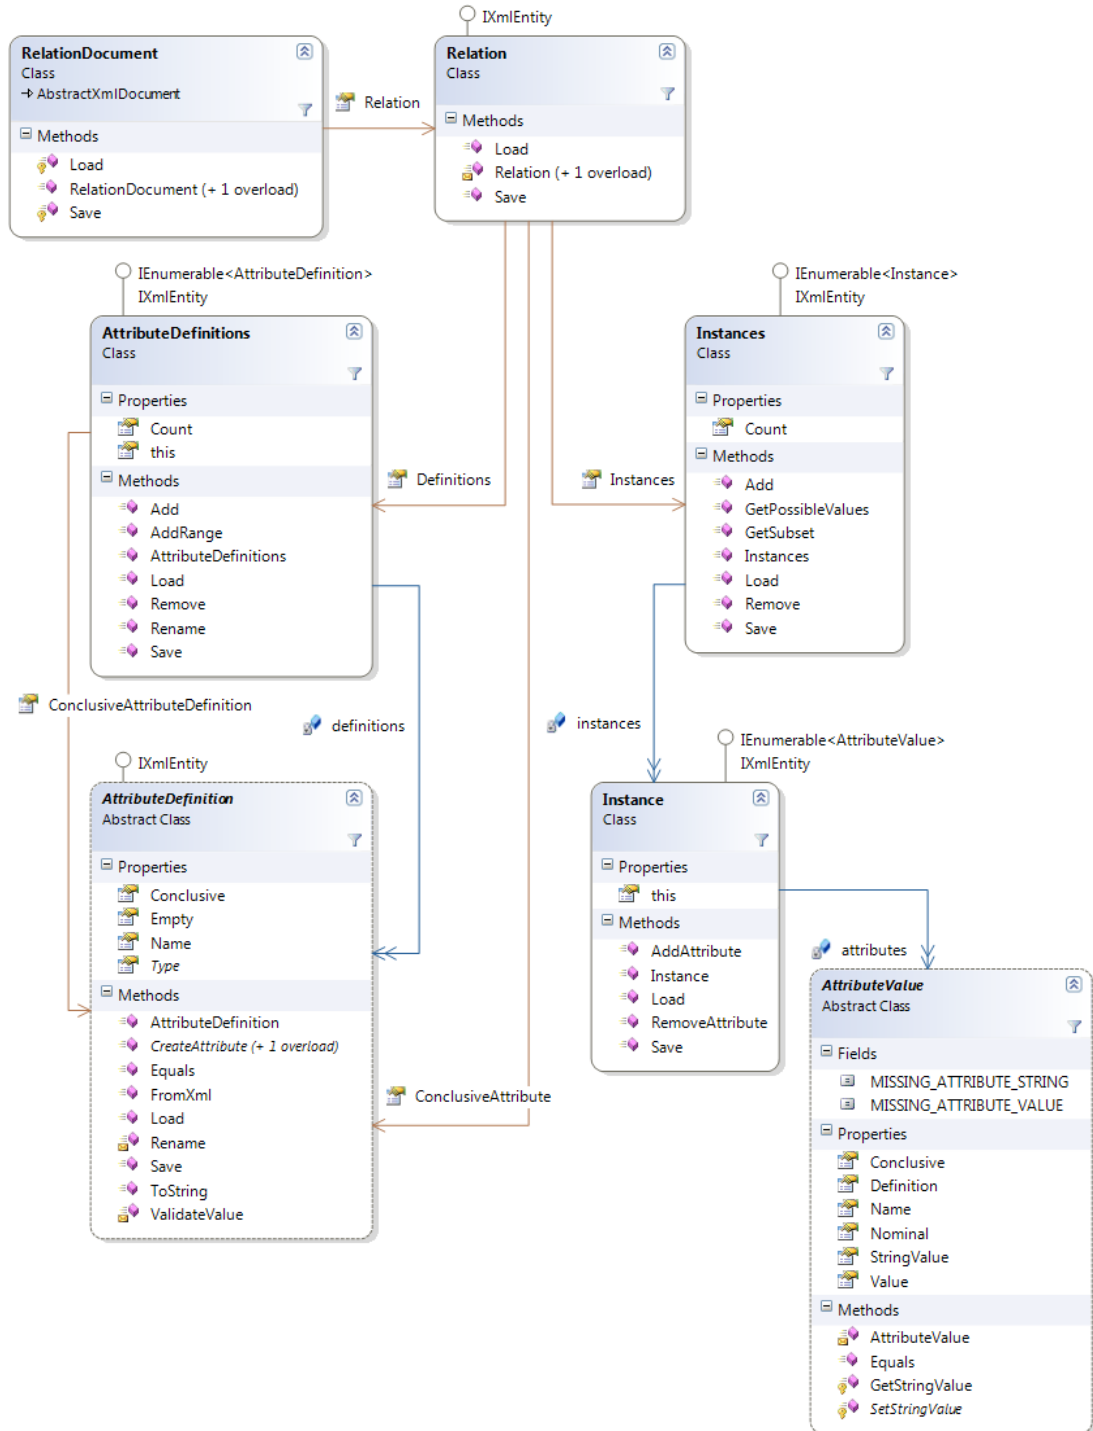 IXmlEntity
RelationDocument
Class
AbstractXmlDocument
Methods
Load
RelationDocument (+ 1 overload)
Save
Relation
Relation
Class
Methods
Load
Relation (+ 1 overload)
Save
IEnumerable<AttributeDefinition>
IXmlEntity
AttributeDefinitions
Class
Properties
Count
this
Methods
Add
AddRange
AttributeDefinitions
Load
Remove
Rename
Save
Definitions
Instances
IEnumerable<Instance>
IXmlEntity
Instances
Class
Properties
Count
Methods
Add
GetPossibleValues
GetSubset
Instances
Load
Remove
Save
ConclusiveAttributeDefinition
definitions
instances
IXmlEntity
AttributeDefinition
Abstract Class
Properties
Conclusive
Empty
Name
Type
Methods
AttributeDefinition
CreateAttribute (+ 1 overload)
Equals
FromXml
Load
Rename
Save
ToString
ValidateValue
ConclusiveAttribute
IEnumerable<AttributeValue>
IXmlEntity
Instance
Class
Properties
this
Methods
AddAttribute
Instance
Load
RemoveAttribute
Save
attributes
AttributeValue
Abstract Class
Fields
MISSING_ATTRIBUTE_STRING
MISSING_ATTRIBUTE_VALUE
Properties
Conclusive
Definition
Name
Nominal
StringValue
Value
Methods
AttributeValue
Equals
GetStringValue
SetStringValue